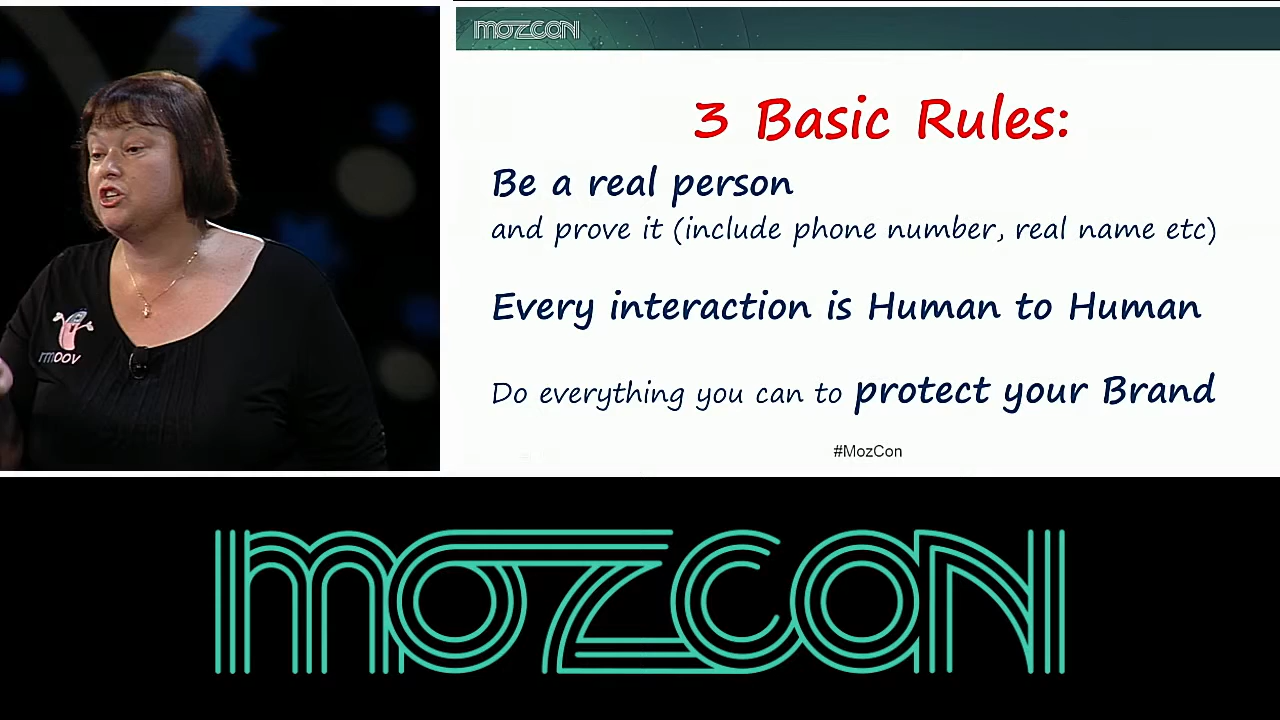 mozcon
3 Basic Rules:
Be a real person
and prove it (include phone number, real name etc)
Every interaction is Human to Human
Do everything you can to protect your Brand
#MozCon
rmoov
mozcon